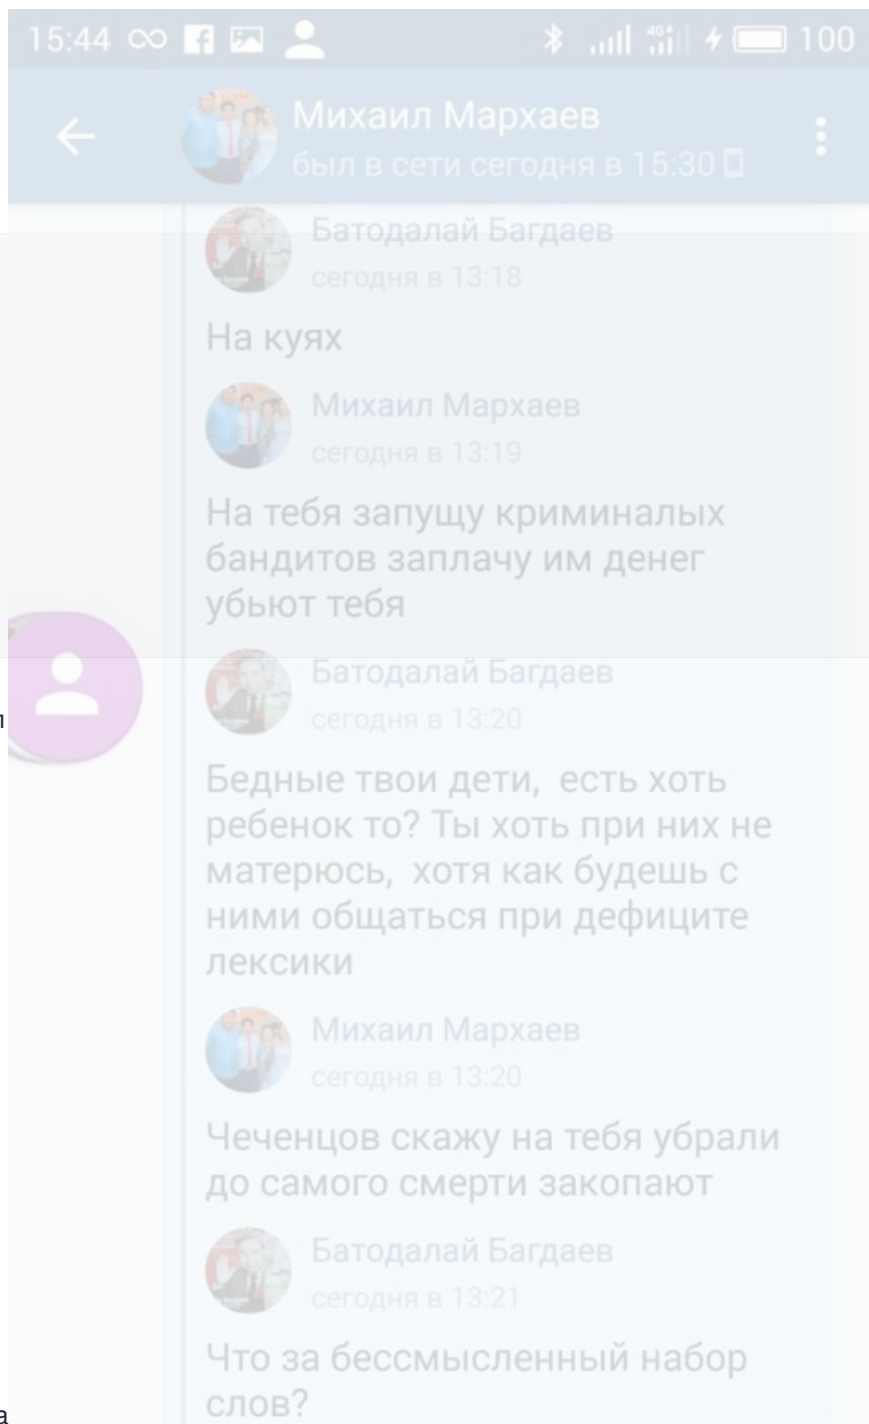 15:44
100
Михаил Мархаев
был в сети сегодня в 15:30
Батодалай Багдаев
сегодня в 13:18
На куях
Михаил Мархаев
сегодня в 13:19
На тебя запущу криминалых
бандитов заплачу им денег
убьют тебя
Батодалай Багдаев
сегодня в 13:20
Бедные твои дети, есть хоть
ребенок то? Ты хоть при них не
матерюсь, хотя как будешь с
ними общаться при дефиците
лексики
Михаил Мархаев
сегодня в 13:20
Чеченцов скажу на тебя убрали
до самого смерти закопают
Батодалай Багдаев
сегодня в 13:21
Что за бессмысленный набор
слов?